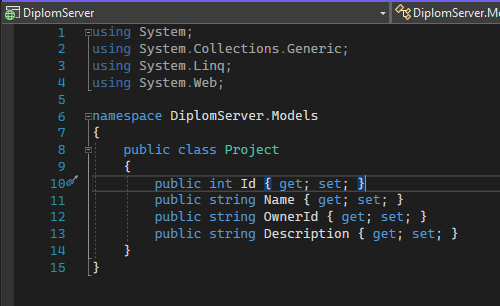 DiplomServer DiplomServer.Mo
1 using System;
2 using System.Collections.Generic;
3 using System.Linq;
4 using System.Web;
5
6 namespace DiplomServer.Models
7 {
8 public class Project
9 {
10 public int Id { get; set; }
11 public string Name { get; set; }
12 public string OwnerId { get; set; }
13 public string Description { get; set; }
14 }
15 }